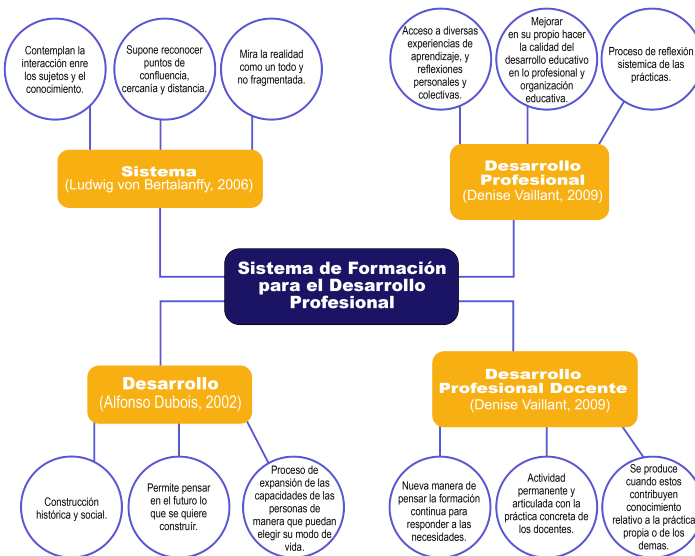 Contemplan la
interacción enre
los sujetos y el
conocimiento.
Supone reconocer
puntos de
confluencia,
cercanía y distancia.
Mira la realidad
como un todo y
no fragmentada.
Sistema
(Ludwig von Bertalanffy, 2006)
Acceso a diversas
experiencias de
aprendizaje, y
reflexiones
personales y
colectivas.
Mejorar
en su propio hacer
la calidad del
desarrollo educativo
en lo profesional y
organización
educativa.
Proceso de reflexión
sistemica de las
prácticas.
Desarrollo
Profesional
(Denise Vaillant, 2009)
Sistema de Formación
para el Desarrollo
Profesional
Desarrollo
(Alfonso Dubois, 2002)
Construcción
histórica y social.
Permite pensar
en el futuro lo
que se quiere
construir.
Proceso de
expansión de las
capacidades de las
personas de
manera que puedan
elegir su modo de
vida.
Desarrollo
Profesional Docente
(Denise Vaillant, 2009)
Nueva manera de
pensar la formación
continua para
responder a las
necesidades.
Actividad
permanente y
articulada con la
práctica concreta de
los docentes.
Se produce
cuando estos
contribuyen
conocimiento
relativo a la práctica
propia o de los
demas.